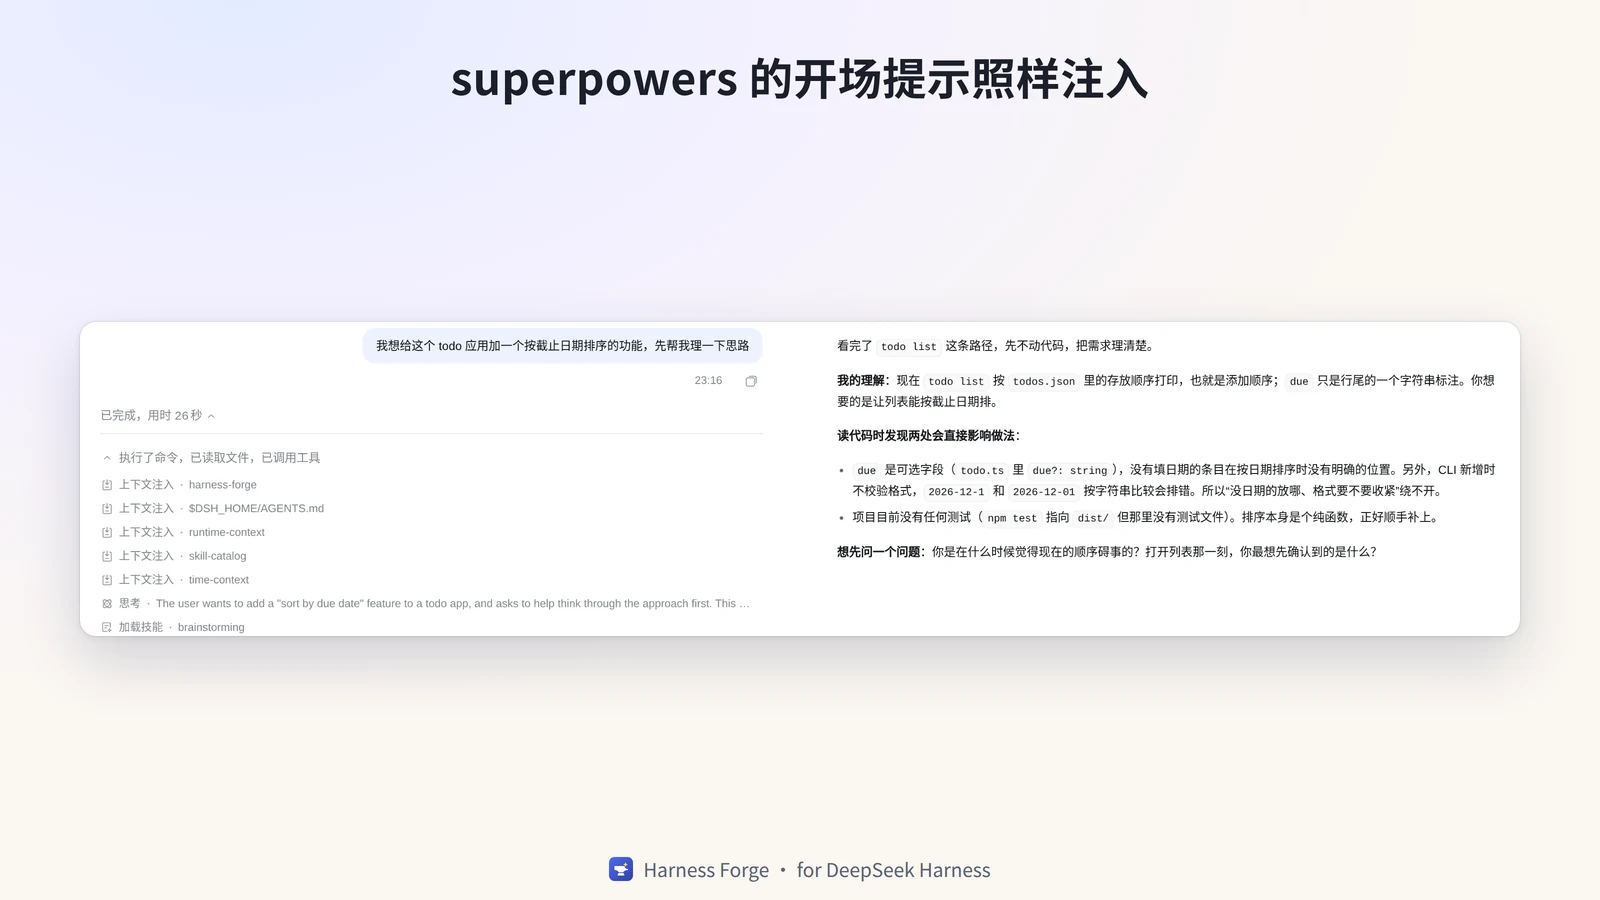 superpowers 的开场提示照样注入
我想给这个 todo 应用加一个按截止日期排序的功能，先帮我理一下思路
23:16
已完成，用时 26 秒
执行了命令，已读取文件，已调用工具
上下文注入 · harness-forge
上下文注入 · $DSH_HOME/AGENTS.md
上下文注入 · runtime-context
上下文注入 · skill-catalog
上下文注入 · time-context
思考 · The user wants to add a "sort by due date" feature to a todo app, and asks to help think through the approach first. This …
加载技能 · brainstorming
看完了 todo list 这条路径，先不动代码，把需求理清楚。
我的理解：现在 todo list 按 todos.json 里的存放顺序打印，也就是添加顺序； due 只是行尾的一个字符串标注。你想
要的是让列表能按截止日期排。
读代码时发现两处会直接影响做法：
• due 是可选字段（ todo.ts 里 due?: string ），没有填日期的条目在按日期排序时没有明确的位置。另外，CLI 新增时
不校验格式， 2026-12-1 和 2026-12-01 按字符串比较会排错。所以“没日期的放哪、格式要不要收紧”绕不开。
• 项目目前没有任何测试（ npm test 指向 dist/ 但那里没有测试文件）。排序本身是个纯函数，正好顺手补上。
想先问一个问题：你是在什么时候觉得现在的顺序碍事的？打开列表那一刻，你最想先确认到的是什么？
Harness Forge · for DeepSeek Harness